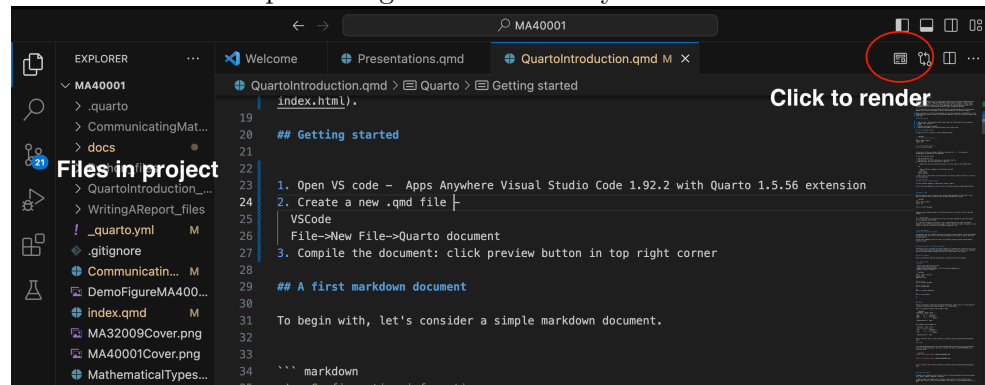 MA40001
EXPLORER
Welcome
Presentations.qmd
QuartoIntroduction.qmd M
MA40001
QuartoIntroduction.qmd > Quarto > Getting started
Click to render
> .quarto
> CommunicatingMat...
> docs
Files in project
> QuartoIntroduction_...
> WritingAReport_files
! _quarto.yml M
.gitignore
Communicatin... M
DemoFigureMA400...
index.qmd M
MA32009Cover.png
MA40001Cover.png
MathematicalTypes...
21
index.html).
19
20 ## Getting started
21
22
23 1. Open VS code – Apps Anywhere Visual Studio Code 1.92.2 with Quarto 1.5.56 extension
24 2. Create a new .qmd file –
25 VSCode
26 File->New File->Quarto document
27 3. Compile the document: click preview button in top right corner
28
29 ## A first markdown document
30
31 To begin with, let's consider a simple markdown document.
32
33
34 ``` markdown